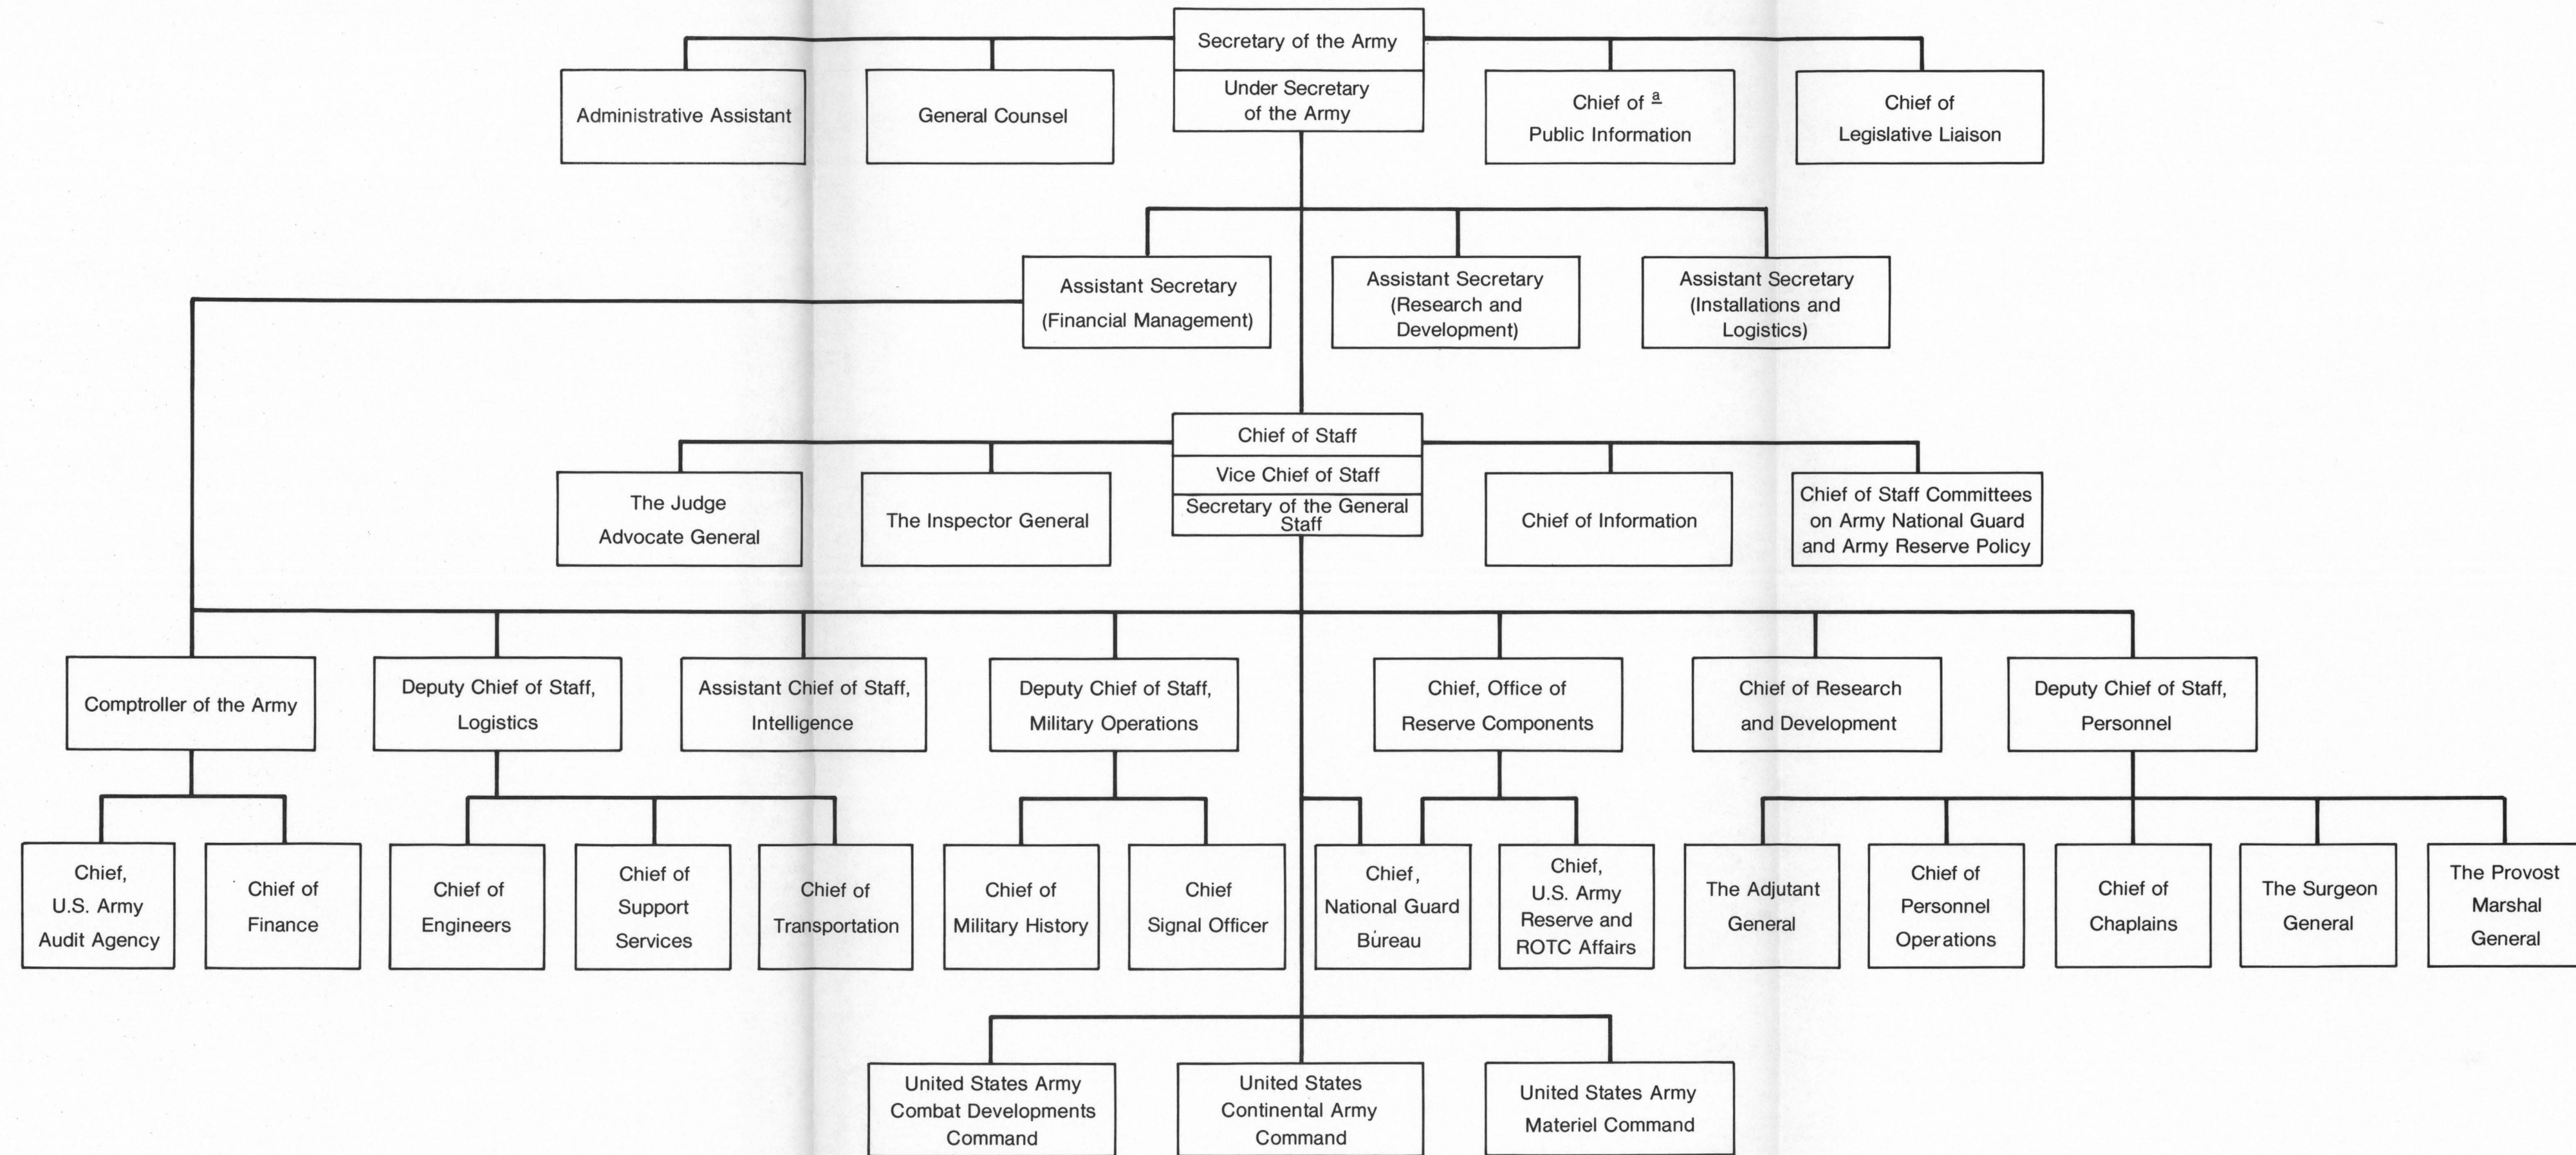 Secretary of the Army
Under Secretary
of the Army
Administrative Assistant
General Counsel
Chief of a
Public Information
Chief of
Legislative Liaison
Assistant Secretary
(Financial Management)
Assistant Secretary
(Research and
Development)
Assistant Secretary
(Installations and
Logistics)
Chief of Staff
Vice Chief of Staff
Secretary of the General
Staff
The Judge
Advocate General
The Inspector General
Chief of Information
Chief of Staff Committees
on Army National Guard
and Army Reserve Policy
Comptroller of the Army
Deputy Chief of Staff,
Logistics
Assistant Chief of Staff,
Intelligence
Deputy Chief of Staff,
Military Operations
Chief, Office of
Reserve Components
Chief of Research
and Development
Deputy Chief of Staff,
Personnel
Chief,
U.S. Army
Audit Agency
Chief of
Finance
Chief of
Engineers
Chief of
Support
Services
Chief of
Transportation
Chief of
Military History
Chief
Signal Officer
Chief,
National Guard
Bureau
Chief,
U.S. Army
Reserve and
ROTC Affairs
The Adjutant
General
Chief of
Personnel
Operations
Chief of
Chaplains
The Surgeon
General
The Provost
Marshal
General
United States Army
Combat Developments
Command
United States
Continental Army
Command
United States Army
Materiel Command